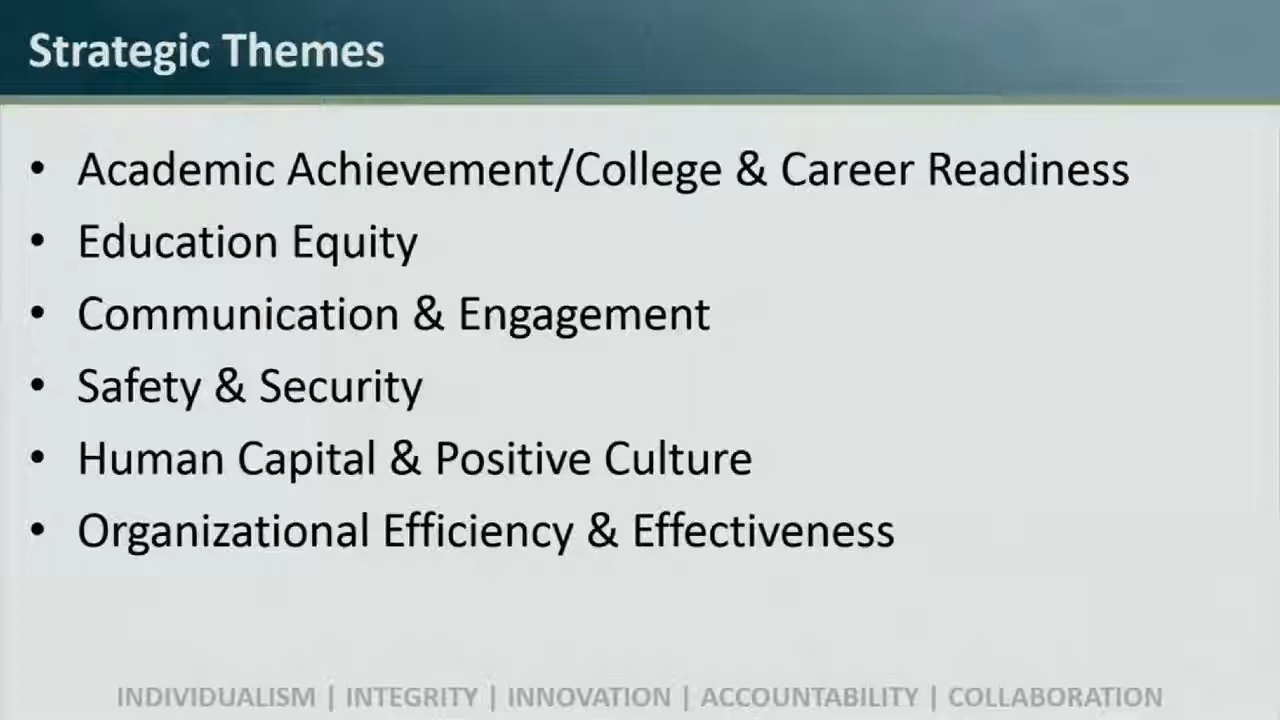 Strategic Themes
• Academic Achievement/College & Career Readiness
• Education Equity
• Communication & Engagement
• Safety & Security
• Human Capital & Positive Culture
• Organizational Efficiency & Effectiveness
INDIVIDUALISM | INTEGRITY | INNOVATION | ACCOUNTABILITY | COLLABORATION